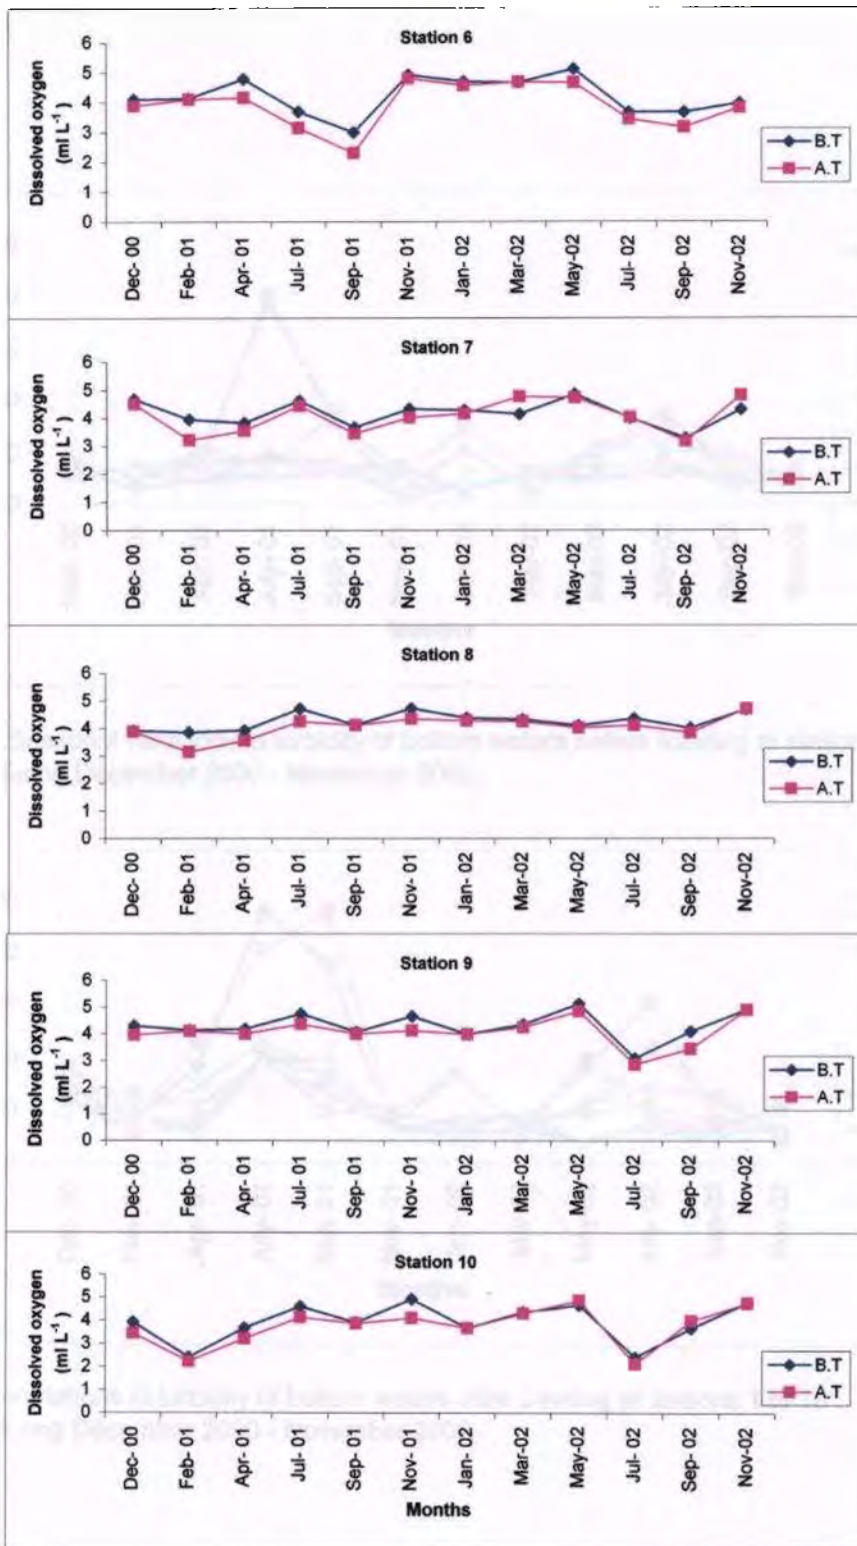 Station 6
Dissolved oxygen
(ml L⁻¹)
6
5
4
3
2
1
0
B.T
A.T
Dec- 00
Feb- 01
Apr- 01
Jul- 01
Sep- 01
Nov- 01
Jan- 02
Mar- 02
May-02
Jul- 02
Sep- 02
Nov-02
Station 7
Dissolved oxygen
(ml L⁻¹)
6
5
4
3
2
1
0
B.T
A.T
Dec- 00
Feb- 01
Apr- 01
Jul- 01
Sep- 01
Nov- 01
Jan- 02
Mar-02
May-02
Jul- 02
Sep- 02
Nov-02
Station 8
Dissolved oxygen
(ml L⁻¹)
6
5
4
3
2
1
0
B.T
A.T
Dec- 00
Feb- 01
Apr- 01
Jul- 01
Sep- 01
Nov- 01
Jan- 02
Mar-02
May-02
Jul- 02
Sep- 02
Nov-02
Station 9
Dissolved oxygen
(ml L⁻¹)
6
5
4
3
2
1
0
B.T
A.T
Dec- 00
Feb- 01
Apr- 01
Jul- 01
Sep- 01
Nov- 01
Jan- 02
Mar-02
May-02
Jul- 02
Sep- 02
Nov-02
Station 10
Dissolved oxygen
(ml L⁻¹)
6
5
4
3
2
1
0
B.T
A.T
Dec- 00
Feb- 01
Apr- 01
Jul- 01
Sep- 01
Nov- 01
Jan- 02
Mar-02
May-02
Jul- 02
Sep- 02
Nov-02
Months